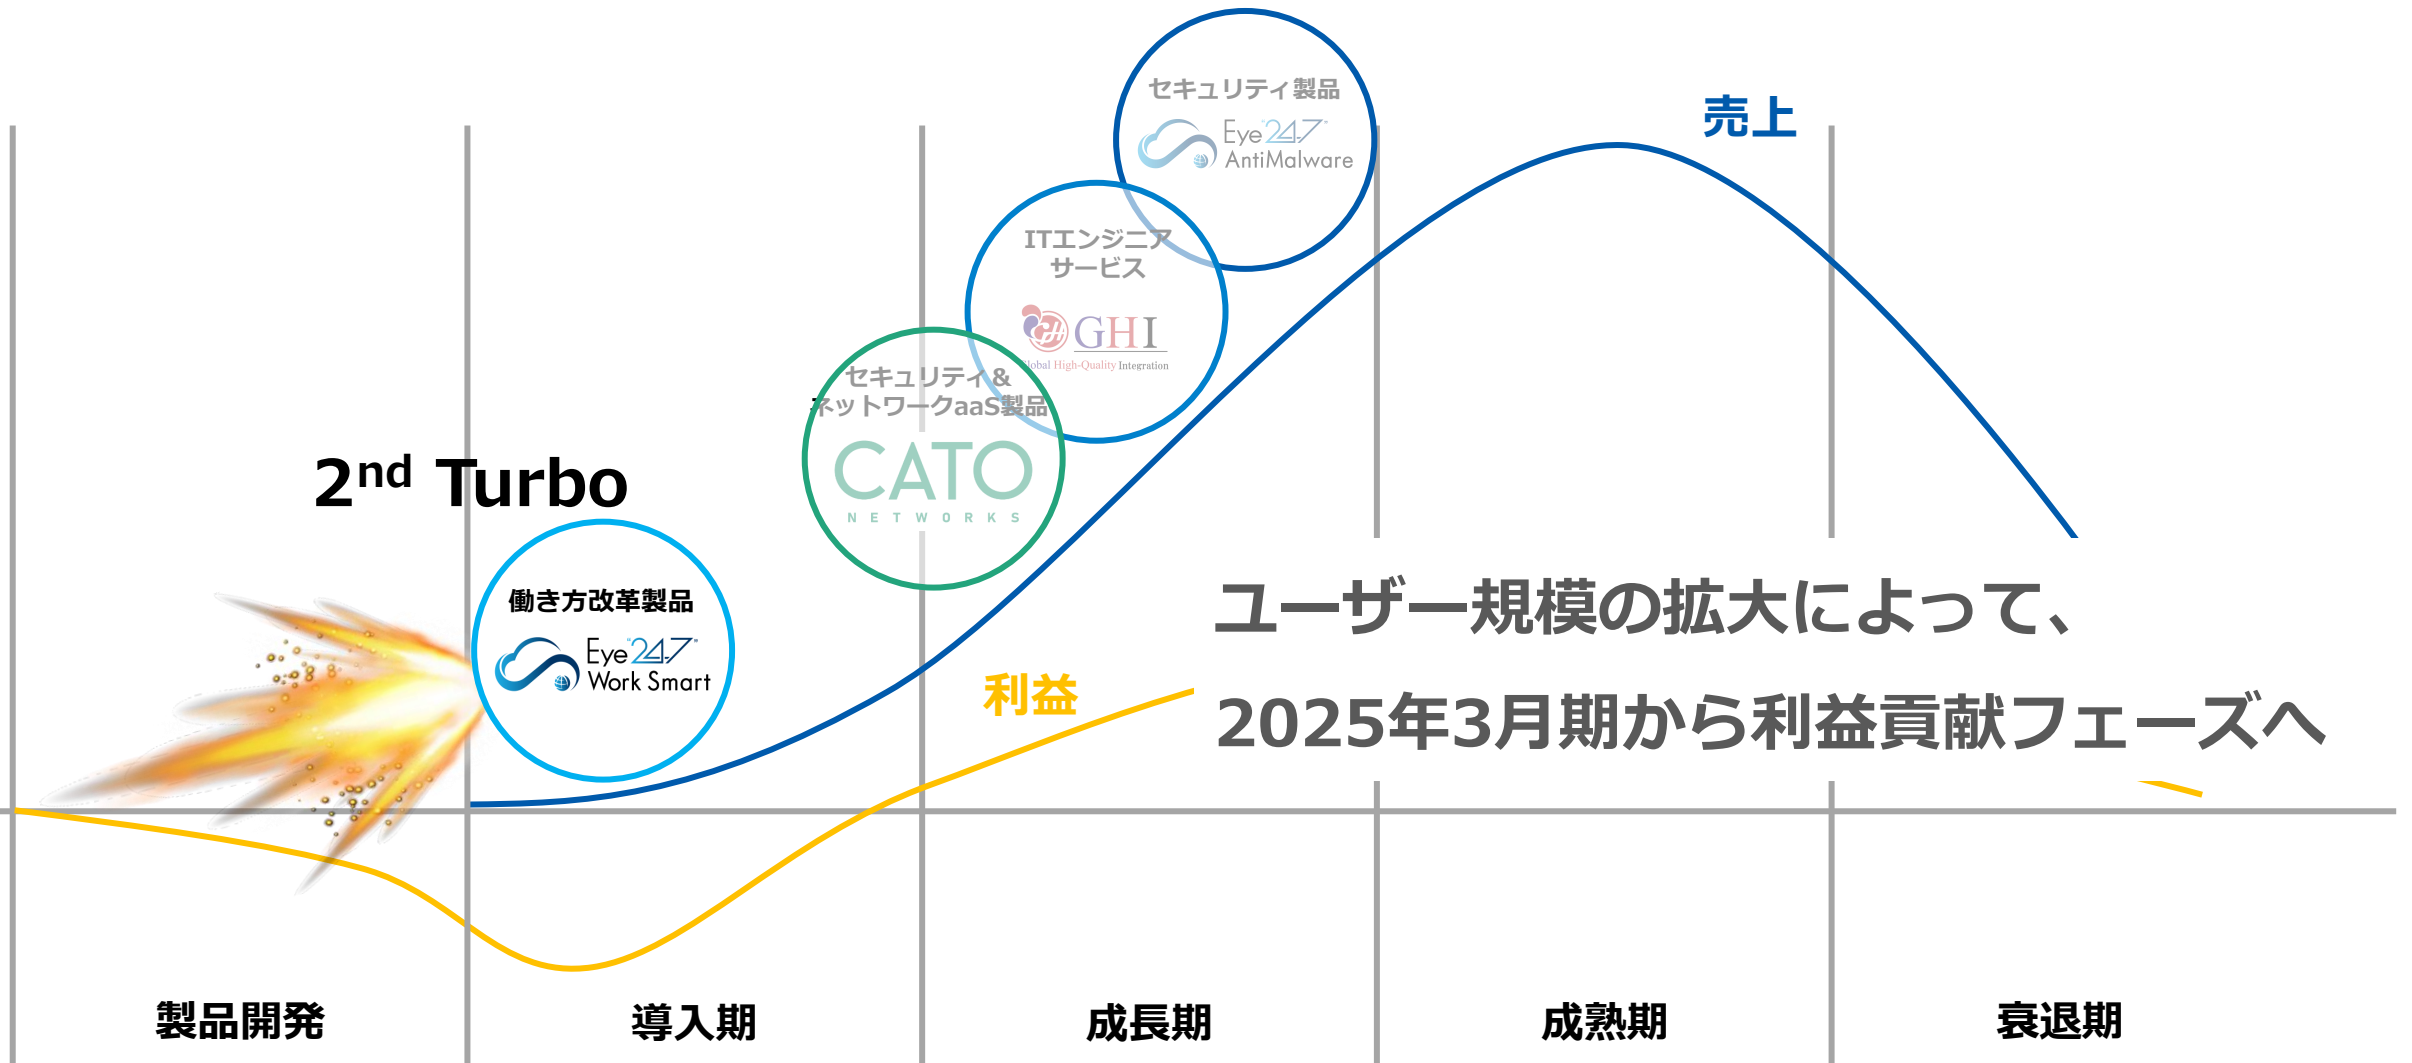 セキュリティ製品
Eye"24-7"
AntiMalware
売上
ITエンジニア
サービス
GHI
Global High-Quality Integration
セキュリティ＆
ネットワークaaS製品
CATO
NETWORKS
2nd Turbo
働き方改革製品
Eye"24-7"
Work Smart
ユーザー規模の拡大によって、
利益
2025年3月期から利益貢献フェーズへ
製品開発
導入期
成長期
成熟期
衰退期